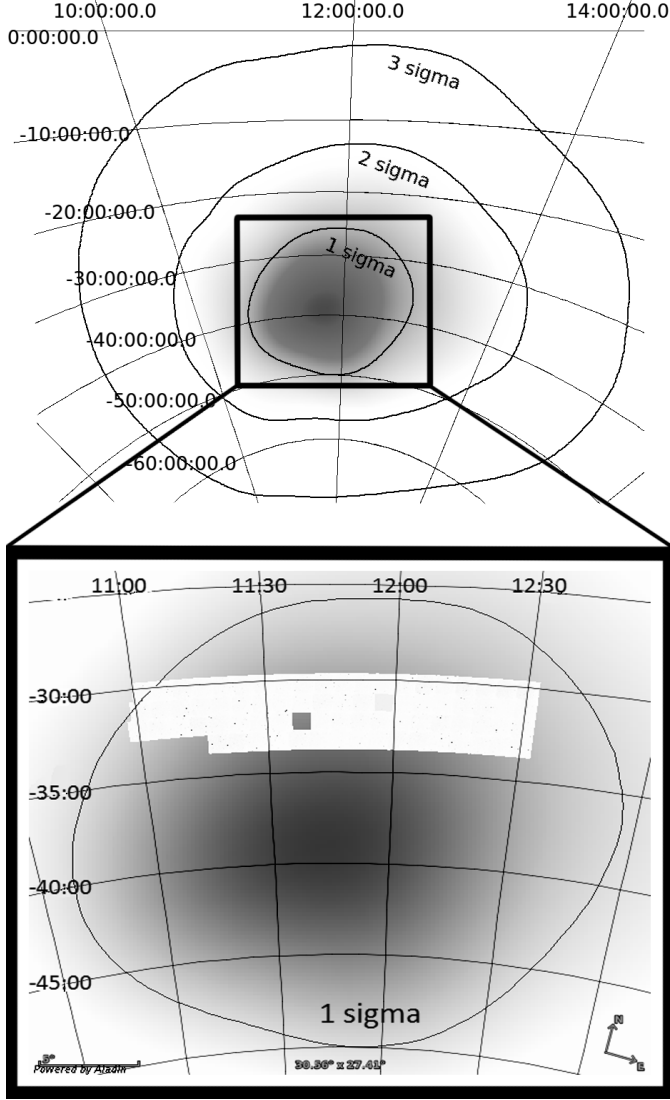 10:00:00.0 12:00:00.0 14:00:00.0
0:00:00.0
3 sigma
-10:00:00.0
2 sigma
-20:00:00.0
1 sigma
-30:00:00.0
-40:00:00.0
-50:00:00.0
-60:00:00.0
11:00 11:30 12:00 12:30
-30:00
-35:00
-40:00
-45:00
1 sigma
N
E
5°
30.56° x 27.41°
Powered by Aladin